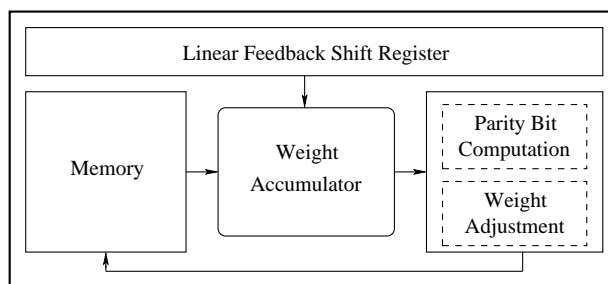 Linear Feedback Shift Register
Memory
Weight
Accumulator
Parity Bit
Computation
Weight
Adjustment